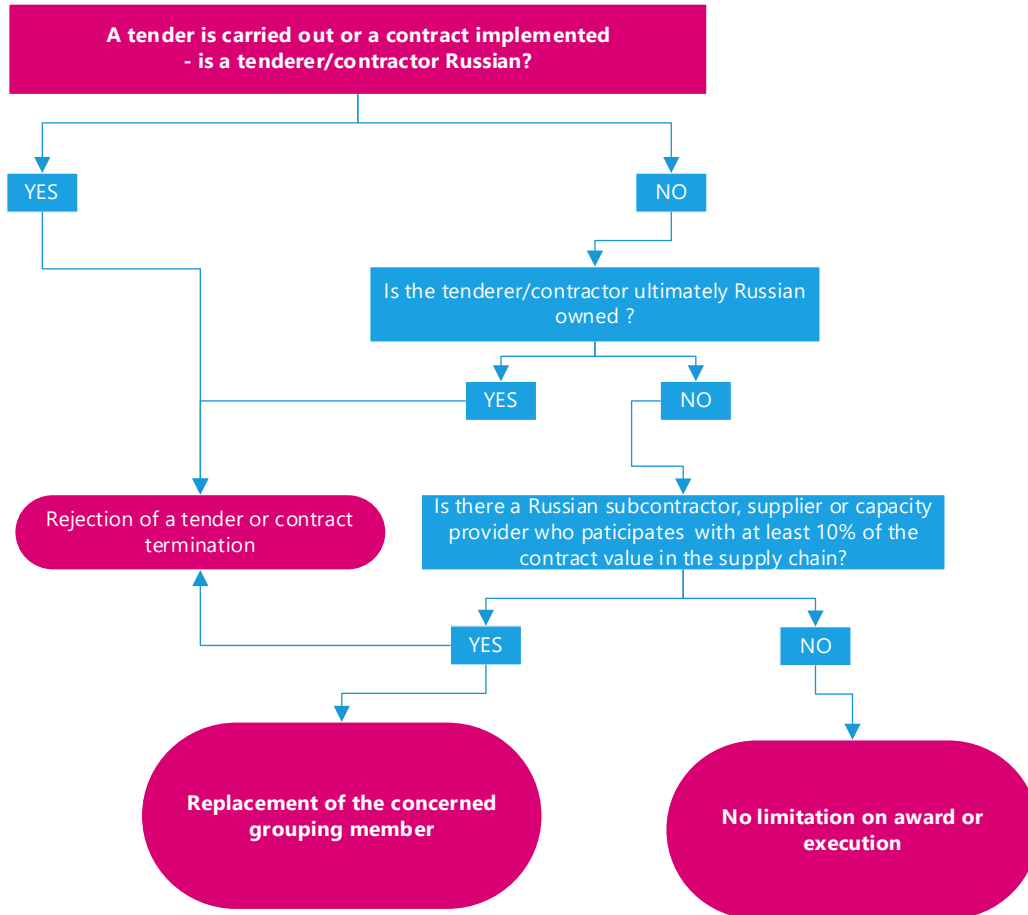 A tender is carried out or a contract implemented
- is a tenderer/contractor Russian?
YES
NO
Is the tenderer/contractor ultimately Russian
owned ?
YES
NO
Rejection of a tender or contract
termination
Is there a Russian subcontractor, supplier or capacity
provider who paticipates with at least 10% of the
contract value in the supply chain?
YES
NO
Replacement of the concerned
grouping member
No limitation on award or
execution